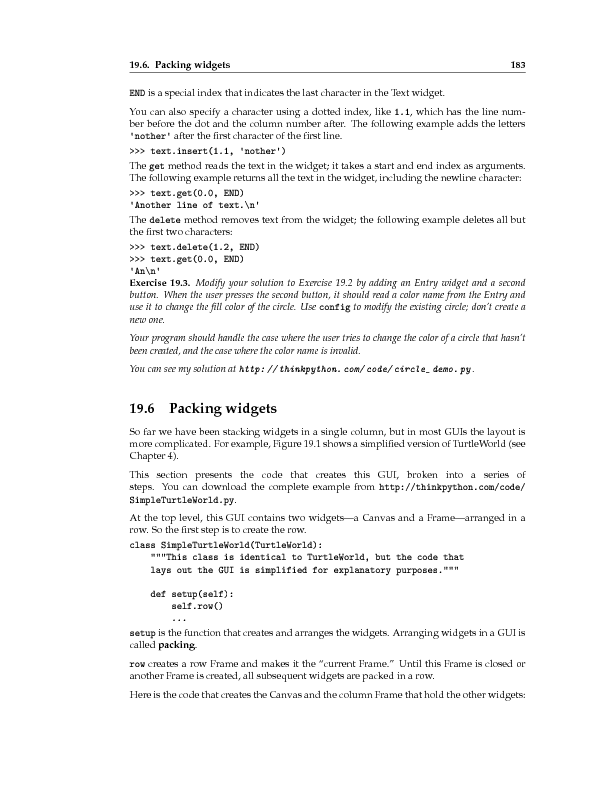 19.6. Packing widgets 183
END is a special index that indicates the last character in the Text widget.
You can also specify a character using a dotted index, like 1.1, which has the line num-
ber before the dot and the column number after. The following example adds the letters
'nother' after the first character of the first line.
>>> text.insert(1.1, 'nother')
The get method reads the text in the widget; it takes a start and end index as arguments.
The following example returns all the text in the widget, including the newline character:
>>> text.get(0.0, END)
'Another line of text.\n'
The delete method removes text from the widget; the following example deletes all but
the first two characters:
>>> text.delete(1.2, END)
>>> text.get(0.0, END)
'An\n'
Exercise 19.3. Modify your solution to Exercise 19.2 by adding an Entry widget and a second
button. When the user presses the second button, it should read a color name from the Entry and
use it to change the fill color of the circle. Use config to modify the existing circle; don't create a
new one.
Your program should handle the case where the user tries to change the color of a circle that hasn't
been created, and the case where the color name is invalid.
You can see my solution at http: // thinkpython. com/ code/ circle_ demo. py .
19.6 Packing widgets
So far we have been stacking widgets in a single column, but in most GUIs the layout is
more complicated. For example, Figure 19.1 shows a simplified version of TurtleWorld (see
Chapter 4).
This section presents the code that creates this GUI, broken into a series of
steps. You can download the complete example from http://thinkpython.com/code/
SimpleTurtleWorld.py.
At the top level, this GUI contains two widgets—a Canvas and a Frame—arranged in a
row. So the first step is to create the row.
class SimpleTurtleWorld(TurtleWorld):
"""This class is identical to TurtleWorld, but the code that
lays out the GUI is simplified for explanatory purposes."""
def setup(self):
self.row()
...
setup is the function that creates and arranges the widgets. Arranging widgets in a GUI is
called packing.
row creates a row Frame and makes it the “current Frame.” Until this Frame is closed or
another Frame is created, all subsequent widgets are packed in a row.
Here is the code that creates the Canvas and the column Frame that hold the other widgets: